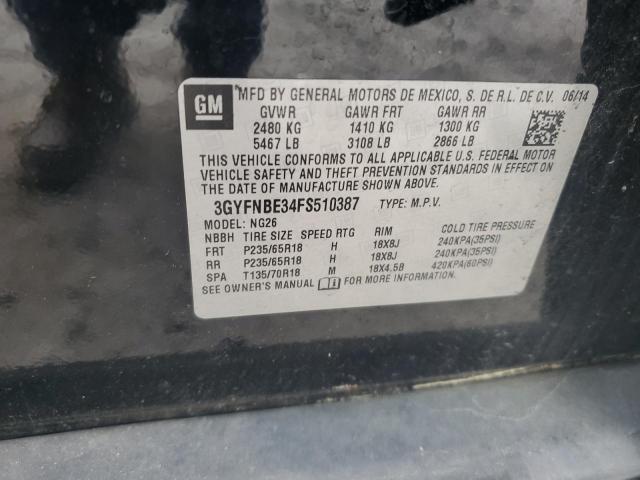 GM
MFD BY GENERAL MOTORS DE MEXICO, S. DE R.L. DE C.V. 06/14
GVWR GAWR FRT GAWR RR
2480 KG 1410 KG 1300 KG
5467 LB 3108 LB 2866 LB
THIS VEHICLE CONFORMS TO ALL APPLICABLE U.S. FEDERAL MOTOR
VEHICLE SAFETY AND THEFT PREVENTION STANDARDS IN EFFECT ON
THE DATE OF MANUFACTURE SHOWN ABOVE.
3GYFNBE34FS510387 TYPE: M.P.V.
MODEL: NG26
NBBH TIRE SIZE SPEED RTG RIM COLD TIRE PRESSURE
FRT P235/65R18 H 18X8J 240KPA(35PSI)
RR P235/65R18 H 18X8J 240KPA(35PSI)
SPA T135/70R18 M 18X4.5B 420KPA(60PSI)
SEE OWNER'S MANUAL FOR MORE INFORMATION.